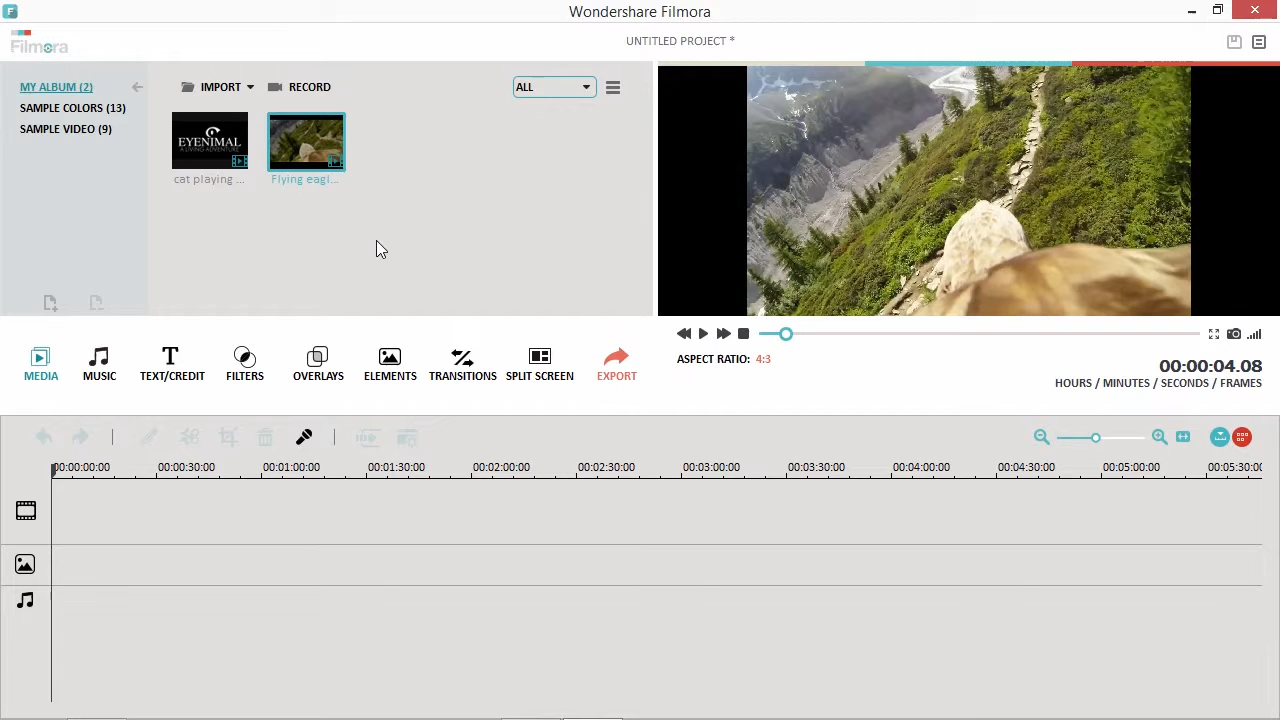 Wondershare Filmora
Filmora
UNTITLED PROJECT *
MY ALBUM (2)
SAMPLE COLORS (13)
SAMPLE VIDEO (9)
IMPORT
RECORD
ALL
EYENIMAL
A LIVING ADVENTURE
cat playing ...
Flying eagl...
ASPECT RATIO: 4:3
00:00:04.08
HOURS / MINUTES / SECONDS / FRAMES
MEDIA
MUSIC
TEXT/CREDIT
FILTERS
OVERLAYS
ELEMENTS
TRANSITIONS
SPLIT SCREEN
EXPORT
00:00:00:00
00:00:30:00
00:01:00:00
00:01:30:00
00:02:00:00
00:02:30:00
00:03:00:00
00:03:30:00
00:04:00:00
00:04:30:00
00:05:00:00
00:05:30:00